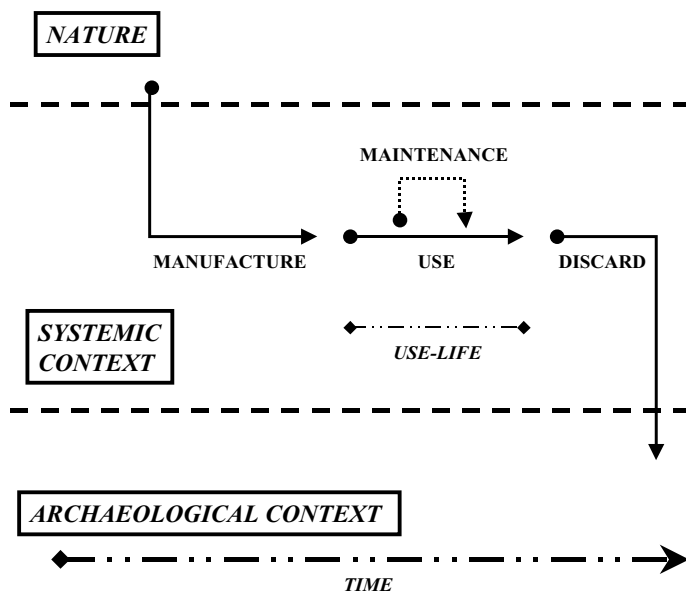 NATURE
MAINTENANCE
MANUFACTURE
USE
DISCARD
SYSTEMIC
CONTEXT
USE-LIFE
ARCHAEOLOGICAL CONTEXT
TIME